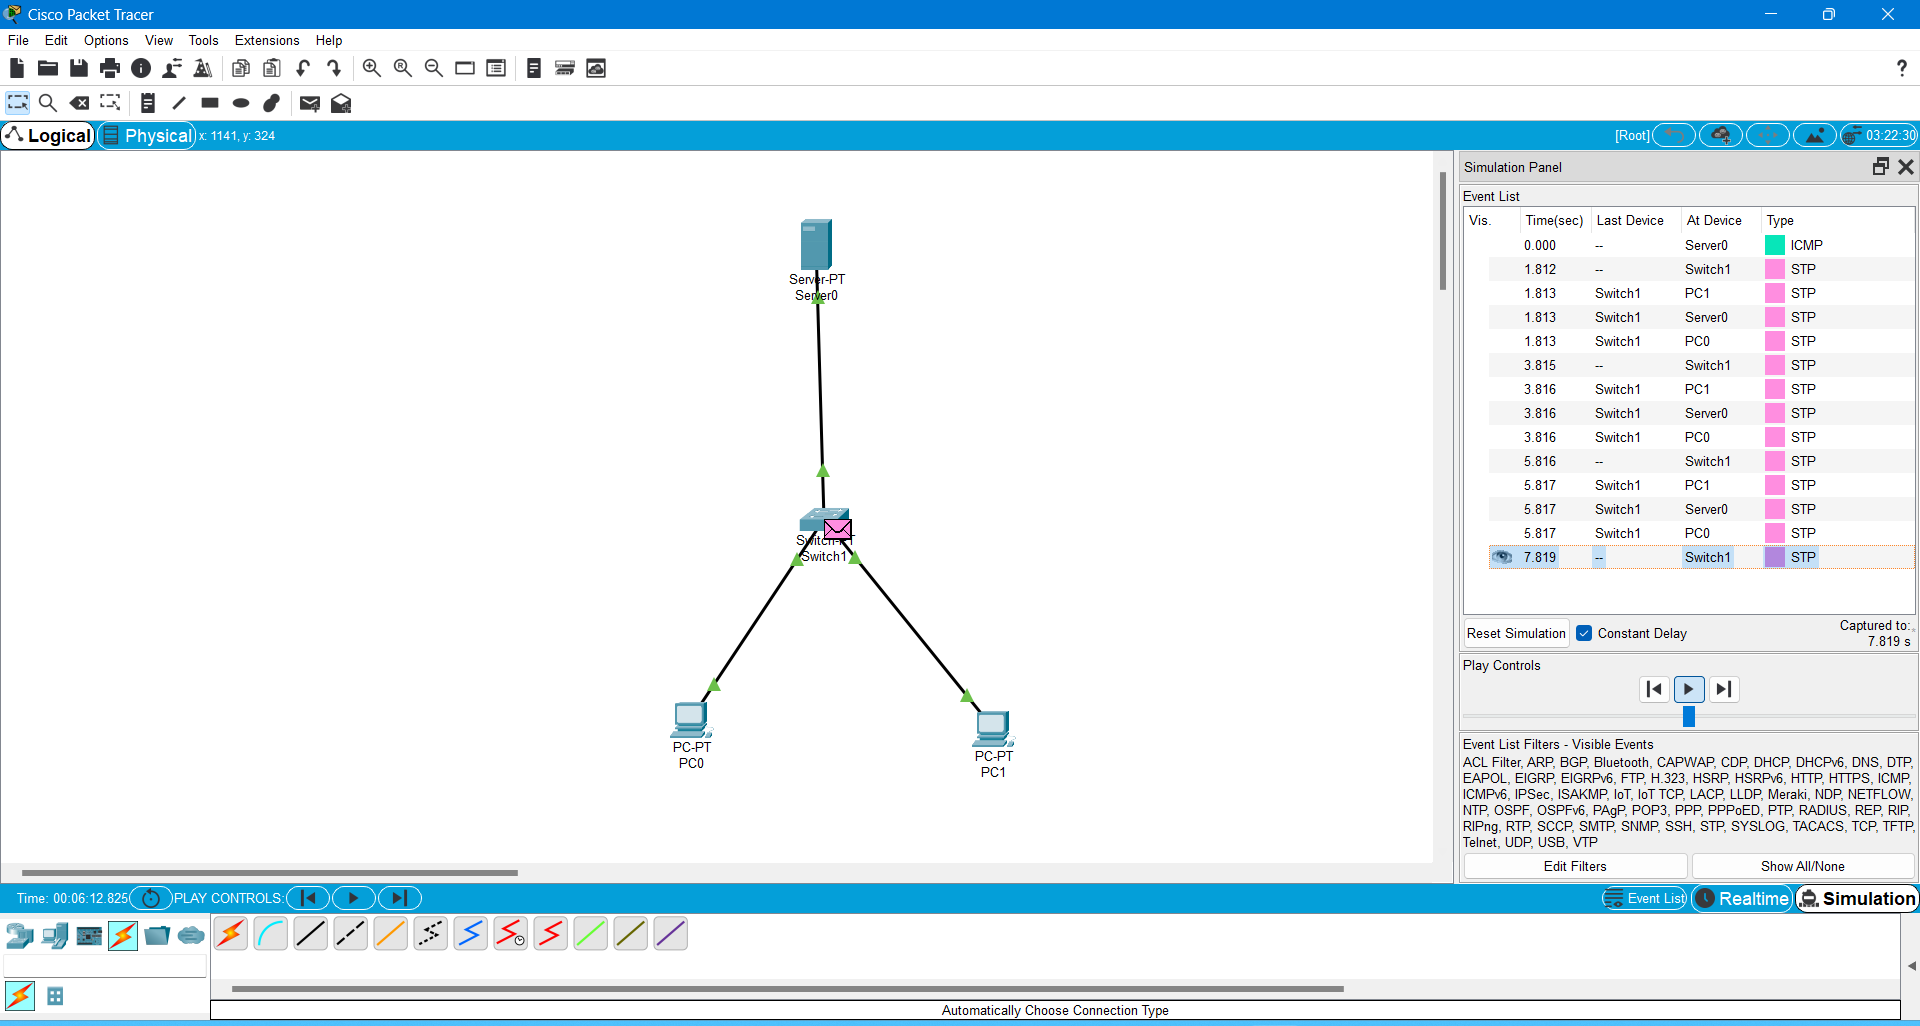 Cisco Packet Tracer
File Edit Options View Tools Extensions Help
Logical Physical x: 1141, y: 324 [Root] 03:22:30
Simulation Panel
Event List
Vis. Time(sec) Last Device At Device Type
0.000 -- Server0 ICMP
1.812 -- Switch1 STP
1.813 Switch1 PC1 STP
1.813 Switch1 Server0 STP
1.813 Switch1 PC0 STP
3.815 -- Switch1 STP
3.816 Switch1 PC1 STP
3.816 Switch1 Server0 STP
3.816 Switch1 PC0 STP
5.816 -- Switch1 STP
5.817 Switch1 PC1 STP
5.817 Switch1 Server0 STP
5.817 Switch1 PC0 STP
7.819 -- Switch1 STP
Server-PT
Server0
Switch1
PC-PT
PC0
PC-PT
PC1
Reset Simulation Constant Delay
Captured to:
7.819 s
Play Controls
Event List Filters - Visible Events
ACL Filter, ARP, BGP, Bluetooth, CAPWAP, CDP, DHCP, DHCPv6, DNS, DTP,
EAPOL, EIGRP, EIGRPv6, FTP, H.323, HSRP, HSRPv6, HTTP, HTTPS, ICMP,
ICMPv6, IPSec, ISAKMP, IoT, IoT TCP, LACP, LLDP, Meraki, NDP, NETFLOW,
NTP, OSPF, OSPFv6, PAgP, POP3, PPP, PPPoED, PTP, RADIUS, REP, RIP,
RIPng, RTP, SCCP, SMTP, SNMP, SSH, STP, SYSLOG, TACACS, TCP, TFTP,
Telnet, UDP, USB, VTP
Edit Filters Show All/None
Time: 00:06:12.825 PLAY CONTROLS: Event List Realtime Simulation
Automatically Choose Connection Type